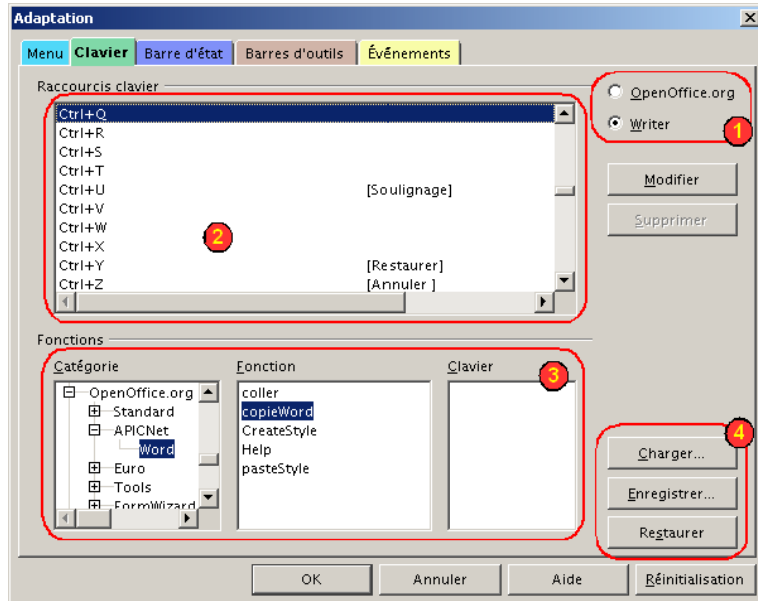 Adaptation
Menu Clavier Barre d'état Barres d'outils Événements
Raccourcis clavier
Ctrl+Q
Ctrl+R
Ctrl+S
Ctrl+T
Ctrl+U [Soulignage]
Ctrl+V
Ctrl+W
Ctrl+X
Ctrl+Y [Restaurer]
Ctrl+Z [Annuler ]
2
OpenOffice.org
Writer
1
Modifier
Supprimer
Fonctions
Catégorie Fonction Clavier
3
OpenOffice.org
Standard
APICNet
Word
Euro
Tools
FormWizard
coller
copieWord
CreateStyle
Help
pasteStyle
4
Charger...
Enregistrer...
Restaurer
OK Annuler Aide Réinitialisation